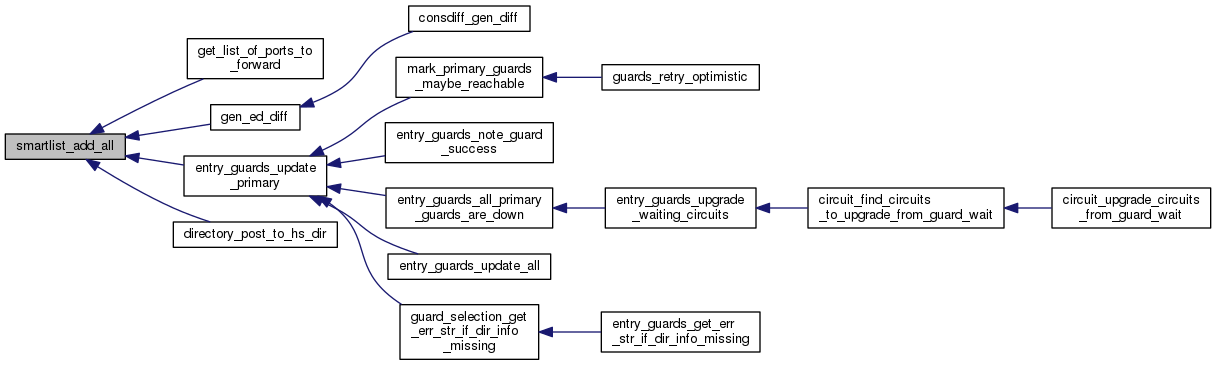 consdiff_gen_diff
get_list_of_ports_to
_forward
mark_primary_guards
_maybe_reachable
guards_retry_optimistic
gen_ed_diff
smartlist_add_all
entry_guards_note_guard
_success
entry_guards_update
_primary
entry_guards_all_primary
_guards_are_down
entry_guards_upgrade
_waiting_circuits
circuit_find_circuits
_to_upgrade_from_guard_wait
circuit_upgrade_circuits
_from_guard_wait
directory_post_to_hs_dir
entry_guards_update_all
guard_selection_get
_err_str_if_dir_info
_missing
entry_guards_get_err
_str_if_dir_info_missing